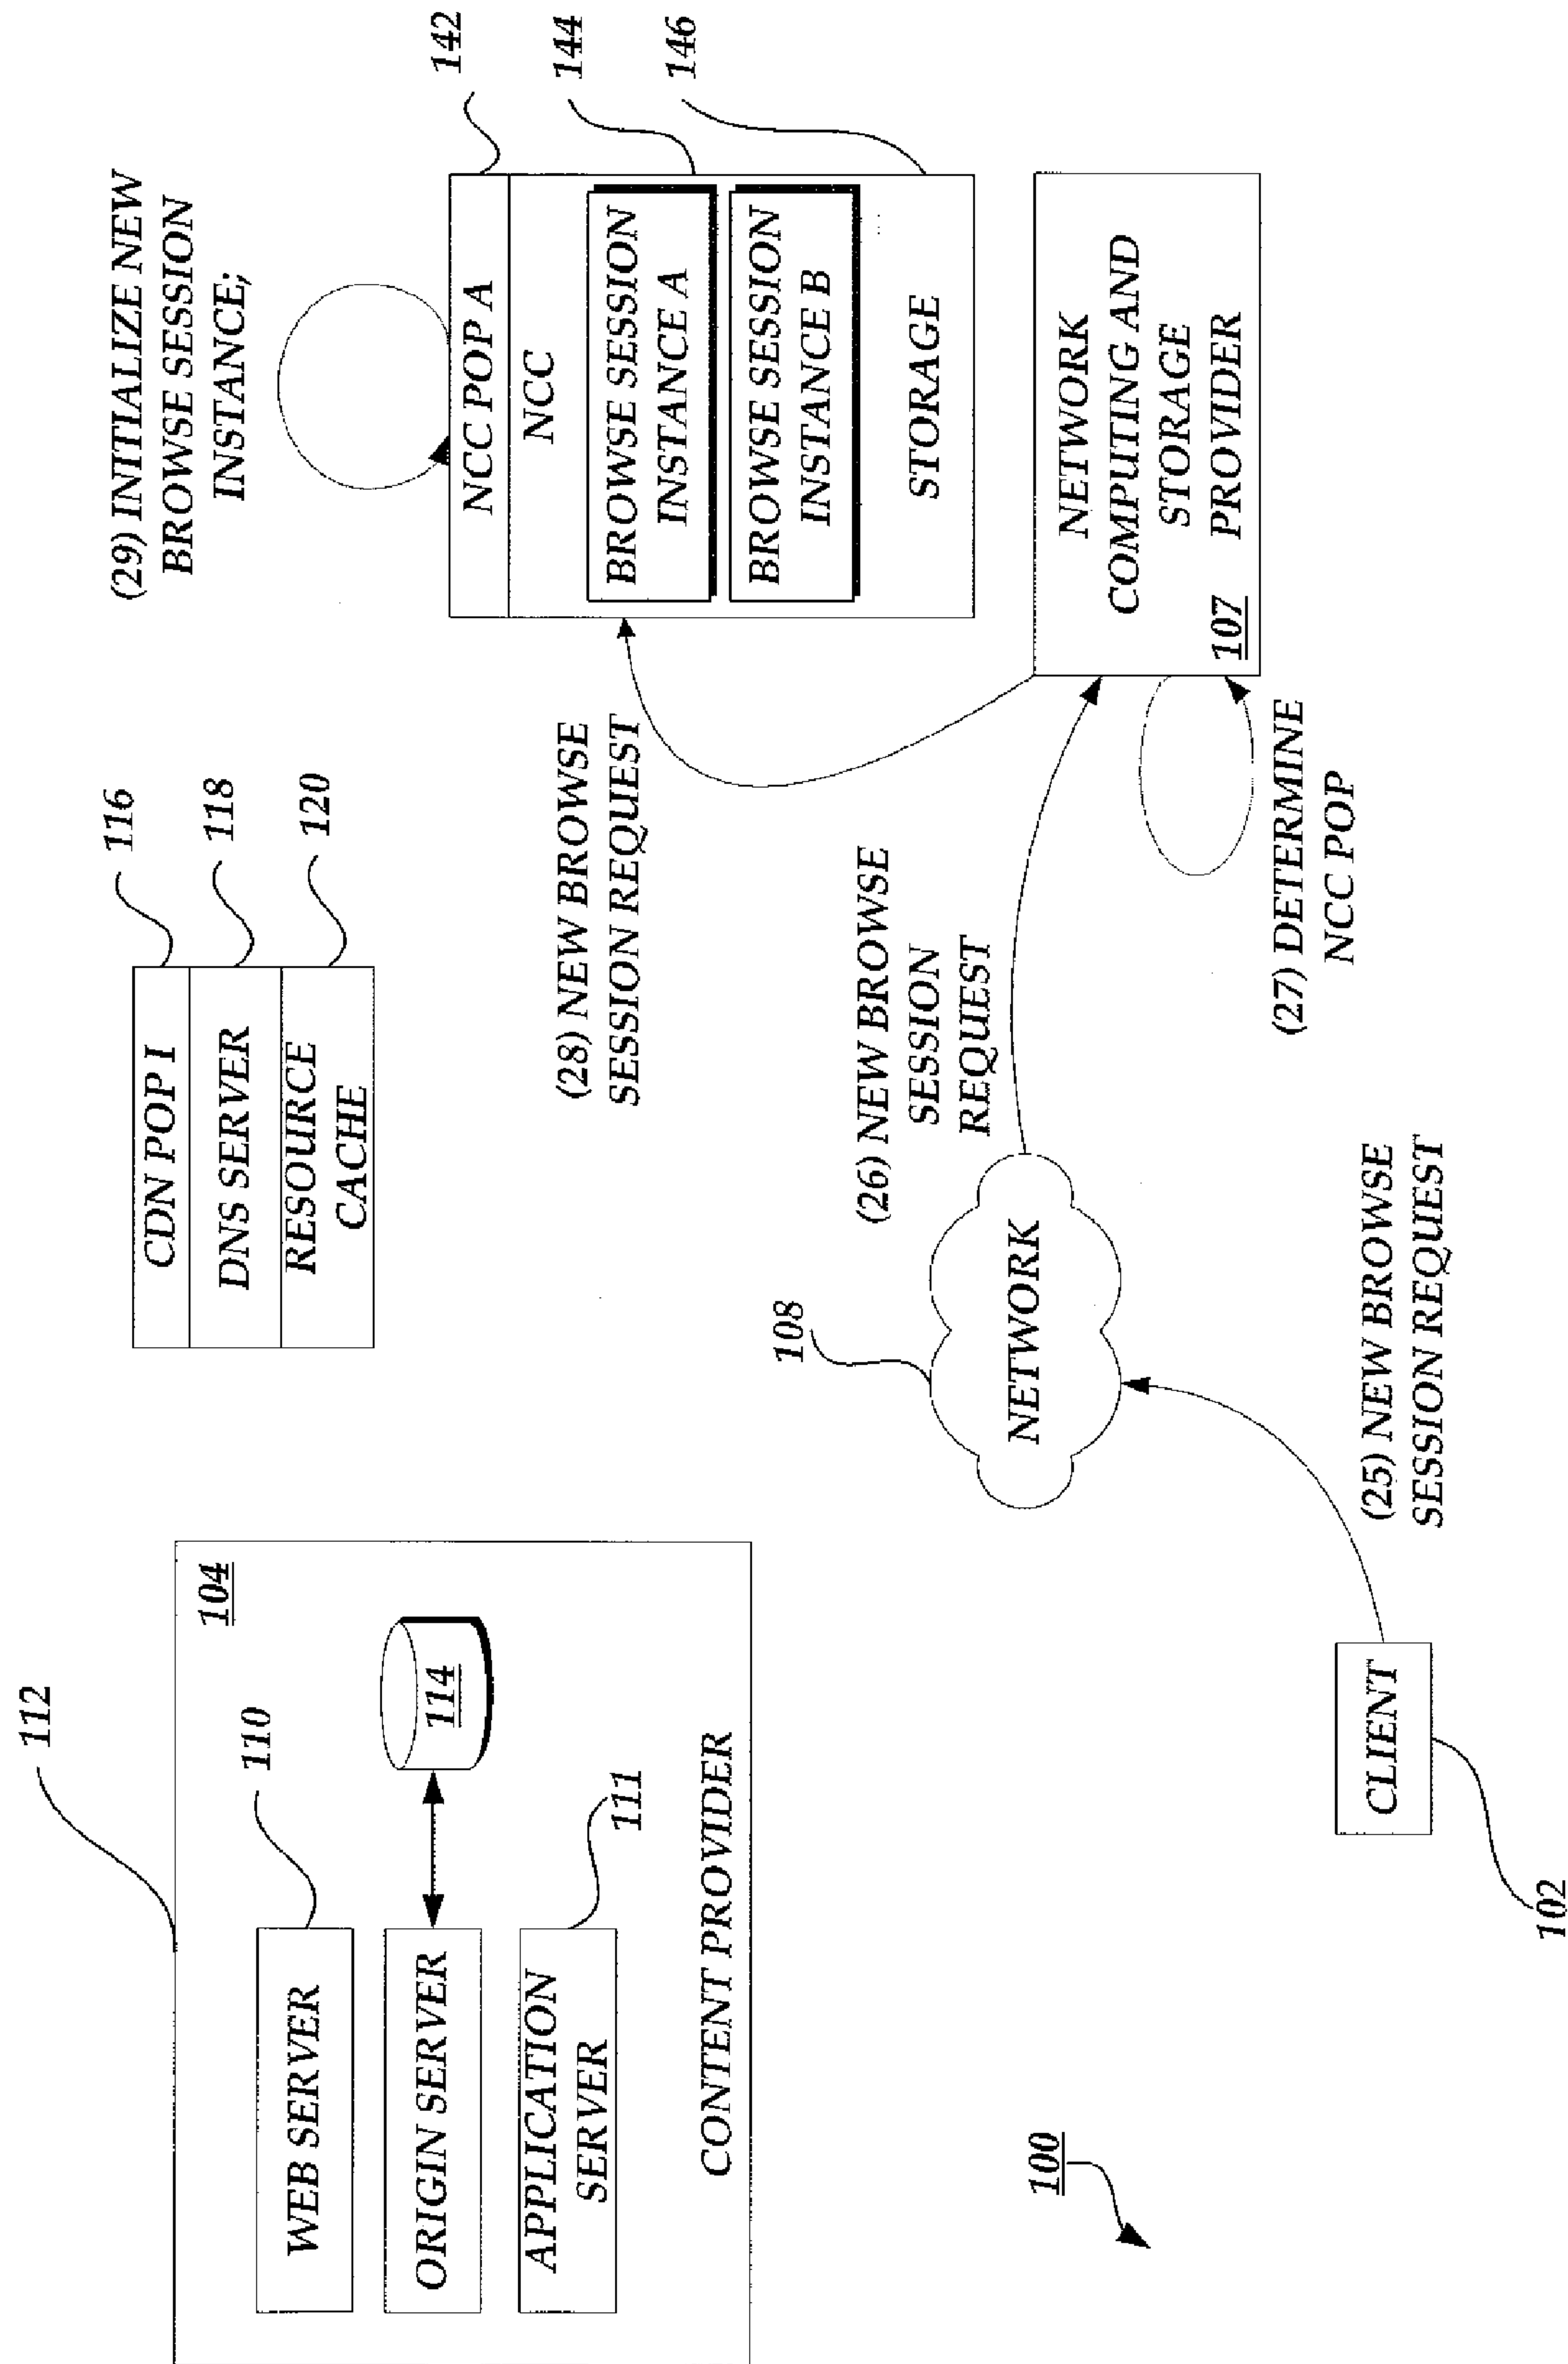 112
104
WEB SERVER
110
ORIGIN SERVER
114
APPLICATION
SERVER
111
CONTENT PROVIDER
CDN POP I
DNS SERVER
RESOURCE
CACHE
116
118
120
(29) INITIALIZE NEW
BROWSE SESSION
INSTANCE;
NCC POP A
NCC
BROWSE SESSION
INSTANCE A
BROWSE SESSION
INSTANCE B
STORAGE
142
144
146
(28) NEW BROWSE
SESSION REQUEST
108
NETWORK
(26) NEW BROWSE
SESSION
REQUEST
NETWORK
COMPUTING AND
STORAGE
107 PROVIDER
(27) DETERMINE
NCC POP
100
CLIENT
102
(25) NEW BROWSE
SESSION REQUEST